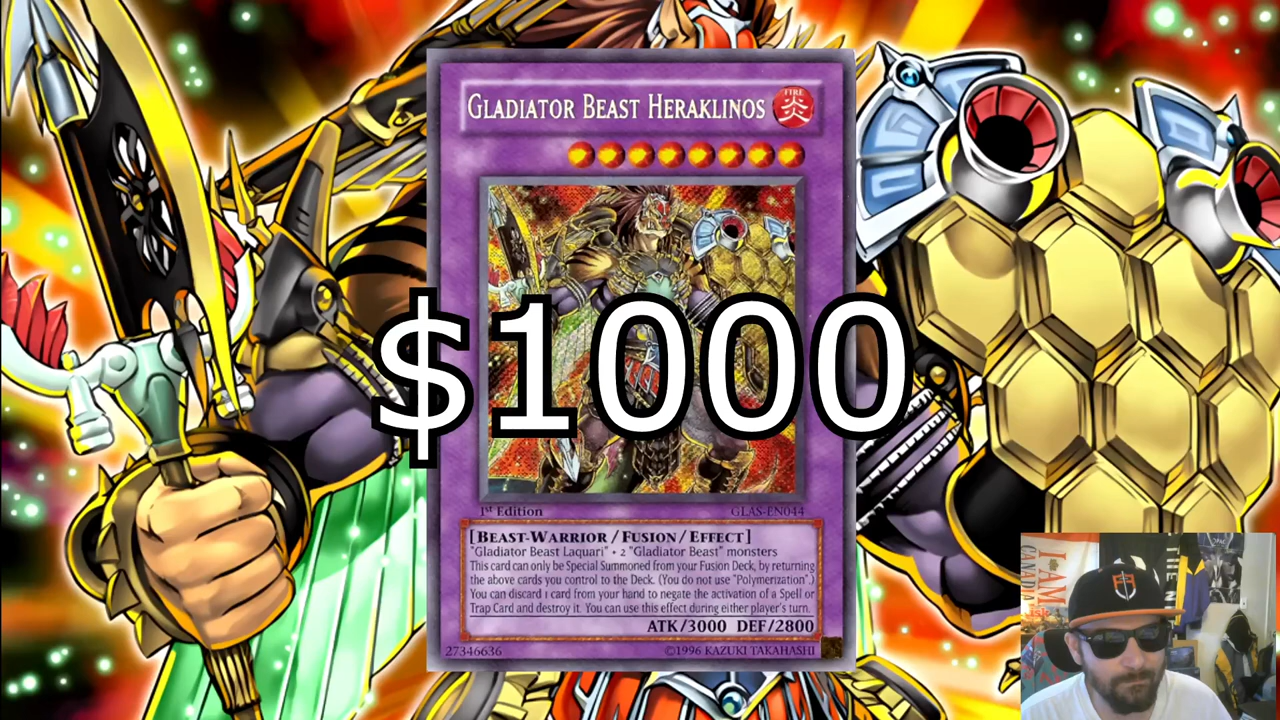 GLADIATOR BEAST HERAKLINOS
FIRE
炎
$1000
1st Edition
GLAS-EN044
[BEAST-WARRIOR / FUSION / EFFECT]
"Gladiator Beast Laquari" + 2 "Gladiator Beast" monsters
This card can only be Special Summoned from your Fusion Deck, by returning
the above cards you control to the Deck. (You do not use "Polymerization".)
You can discard 1 card from your hand to negate the activation of a Spell or
Trap Card and destroy it. You can use this effect during either player's turn.
ATK/3000 DEF/2800
27346636
©1996 KAZUKI TAKAHASHI
I AM
CANADIAN